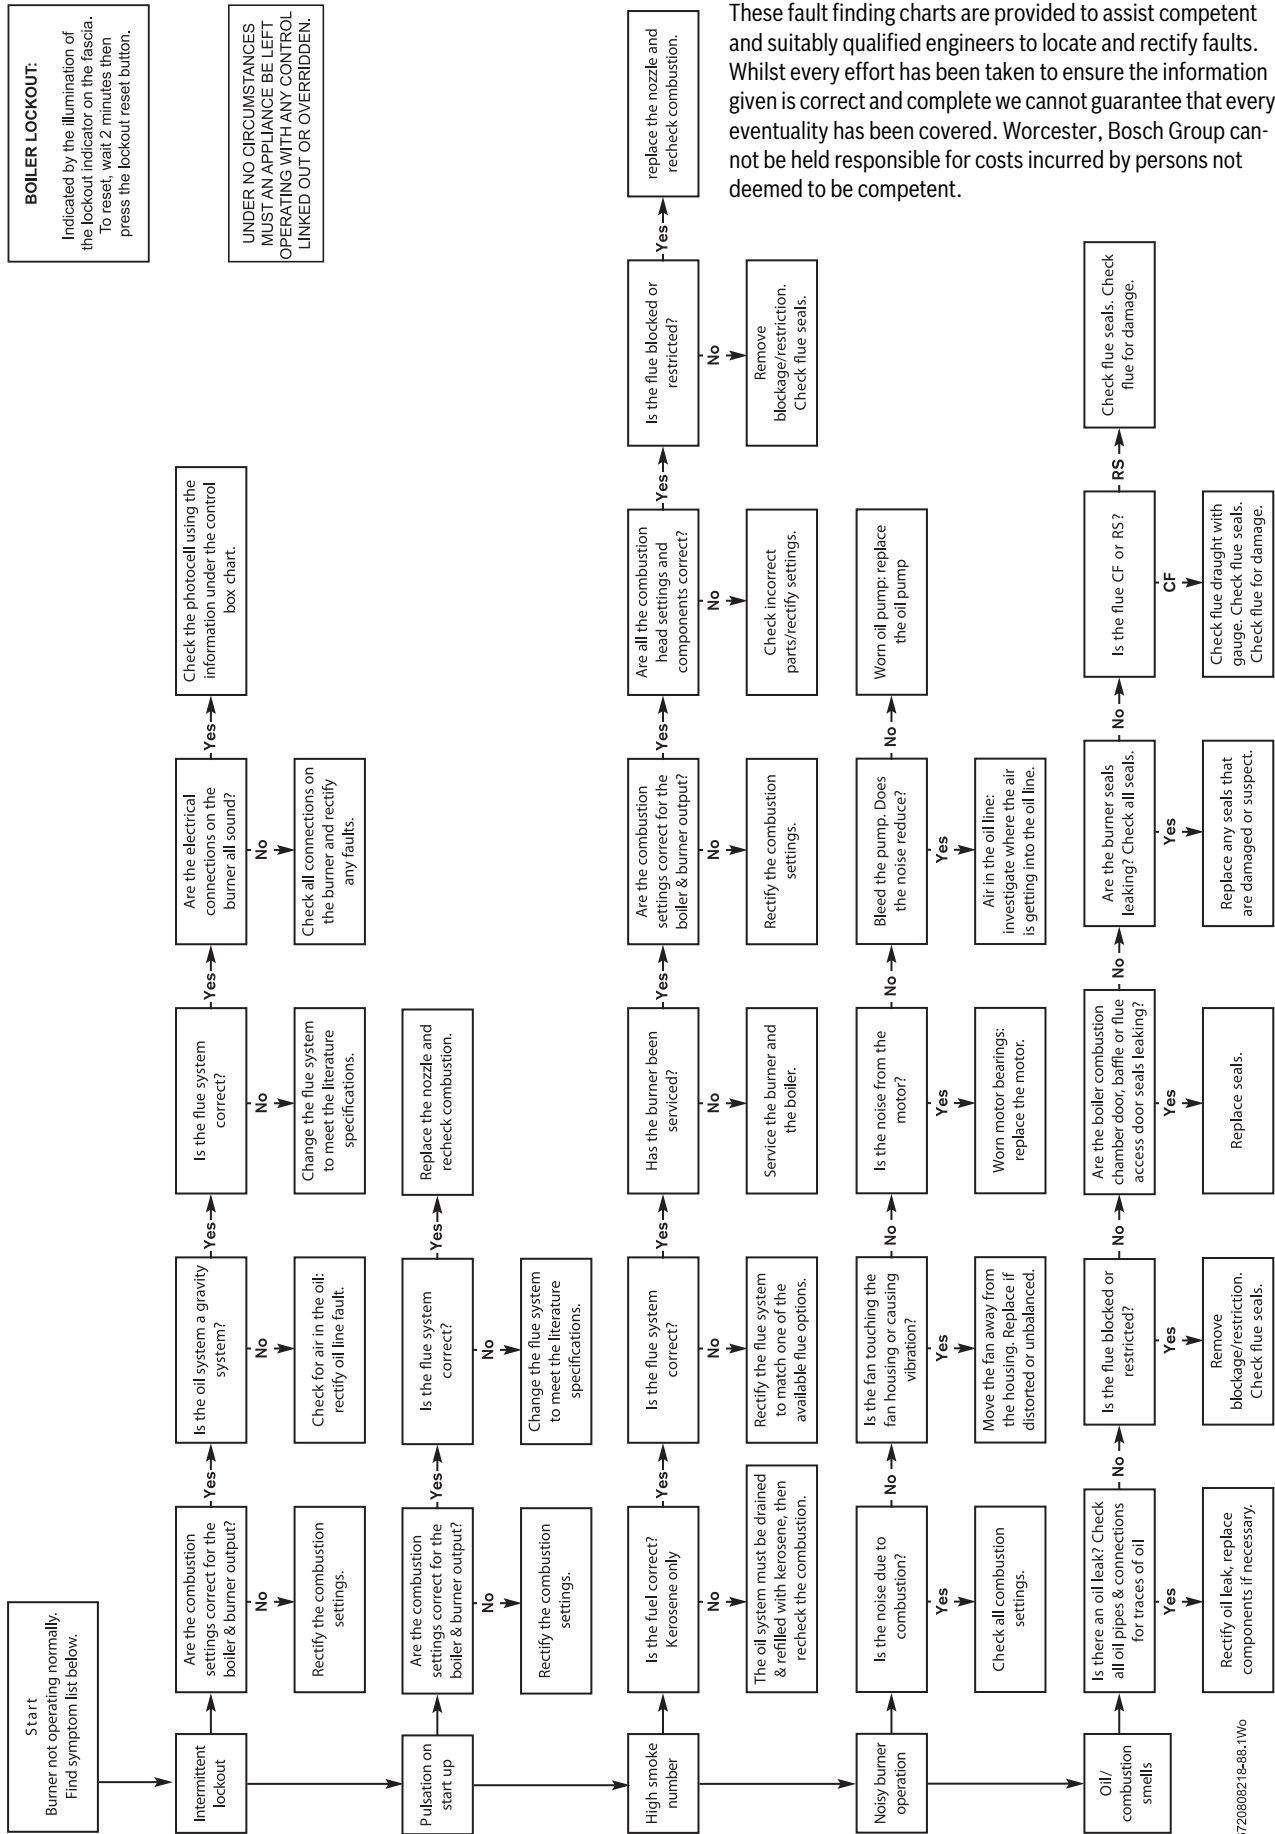 These fault finding charts are provided to assist competent
and suitably qualified engineers to locate and rectify faults.
Whilst every effort has been taken to ensure the information
given is correct and complete we cannot guarantee that every
eventuality has been covered. Worcester, Bosch Group can-
not be held responsible for costs incurred by persons not
deemed to be competent.
Start
Burner not operating normally.
Find symptom list below.
BOILER LOCKOUT:
Indicated by the illumination of
the lockout indicator on the fascia.
To reset, wait 2 minutes then
press the lockout reset button.
UNDER NO CIRCUMSTANCES
MUST AN APPLIANCE BE LEFT
OPERATING WITH ANY CONTROL
LINKED OUT OR OVERRIDDEN.
Intermittent
lockout
Are the combustion
settings correct for the
boiler & burner output?
Yes
Is the oil system a gravity
system?
Yes
Is the flue system
correct?
Yes
Are the electrical
connections on the
burner all sound?
Yes
Check the photocell using the
information under the control
box chart.
No
No
No
No
Rectify the combustion
settings.
Check for air in the oil:
rectify oil line fault.
Change the flue system
to meet the literature
specifications.
Check all connections on
the burner and rectify
any faults.
Pulsation on
start up
Are the combustion
settings correct for the
boiler & burner output?
Yes
Is the flue system
correct?
Yes
Replace the nozzle and
recheck combustion.
No
No
Rectify the combustion
settings.
Change the flue system
to meet the literature
specifications.
High smoke
number
Is the fuel correct?
Kerosene only
Yes
Is the flue system
correct?
Yes
Has the burner been
serviced?
Yes
Are the combustion
settings correct for the
boiler & burner output?
Yes
Are all the combustion
head settings and
components correct?
Yes
Is the flue blocked or
restricted?
Yes
replace the nozzle and
recheck combustion.
No
No
No
No
No
No
The oil system must be drained
& refilled with kerosene, then
recheck the combustion.
Rectify the flue system
to match one of the
available flue options.
Service the burner and
the boiler.
Rectify the combustion
settings.
Check incorrect
parts/rectify settings.
Remove
blockage/restriction.
Check flue seals.
Noisy burner
operation
Is the noise due to
combustion?
No
Is the fan touching the
fan housing or causing
vibration?
No
Is the noise from the
motor?
No
Bleed the pump. Does
the noise reduce?
No
Worn oil pump: replace
the oil pump
Yes
Yes
Yes
Yes
Check all combustion
settings.
Move the fan away from
the housing. Replace if
distorted or unbalanced.
Worn motor bearings:
replace the motor.
Air in the oil line:
investigate where the air
is getting into the oil line.
Oil/
combustion
smells
Is there an oil leak? Check
all oil pipes & connections
for traces of oil
No
Is the flue blocked or
restricted?
No
Are the boiler combustion
chamber door, baffle or flue
access door seals leaking?
No
Are the burner seals
leaking? Check all seals.
No
Is the flue CF or RS?
RS
Check flue seals. Check
flue for damage.
Yes
Yes
Yes
Yes
CF
Rectify oil leak, replace
components if necessary.
Remove
blockage/restriction.
Check flue seals.
Replace seals.
Replace any seals that
are damaged or suspect.
Check flue draught with
gauge. Check flue seals.
Check flue for damage.
6720808218-88.1Wo